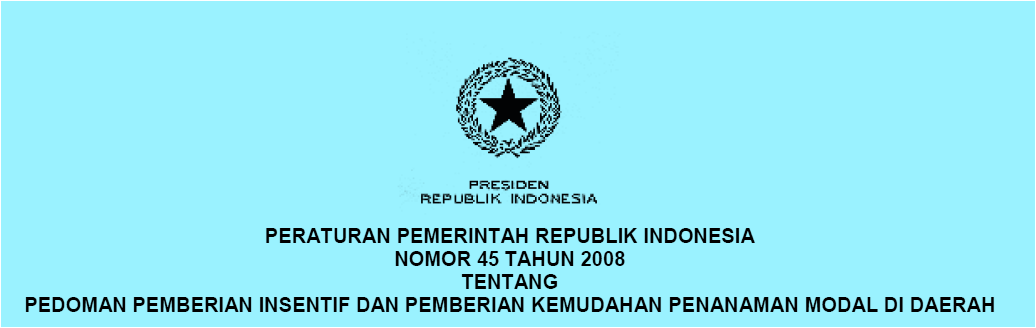 PRESIDEN
REPUBLIK INDONESIA
PERATURAN PEMERINTAH REPUBLIK INDONESIA
NOMOR 45 TAHUN 2008
TENTANG
PEDOMAN PEMBERIAN INSENTIF DAN PEMBERIAN KEMUDAHAN PENANAMAN MODAL DI DAERAH